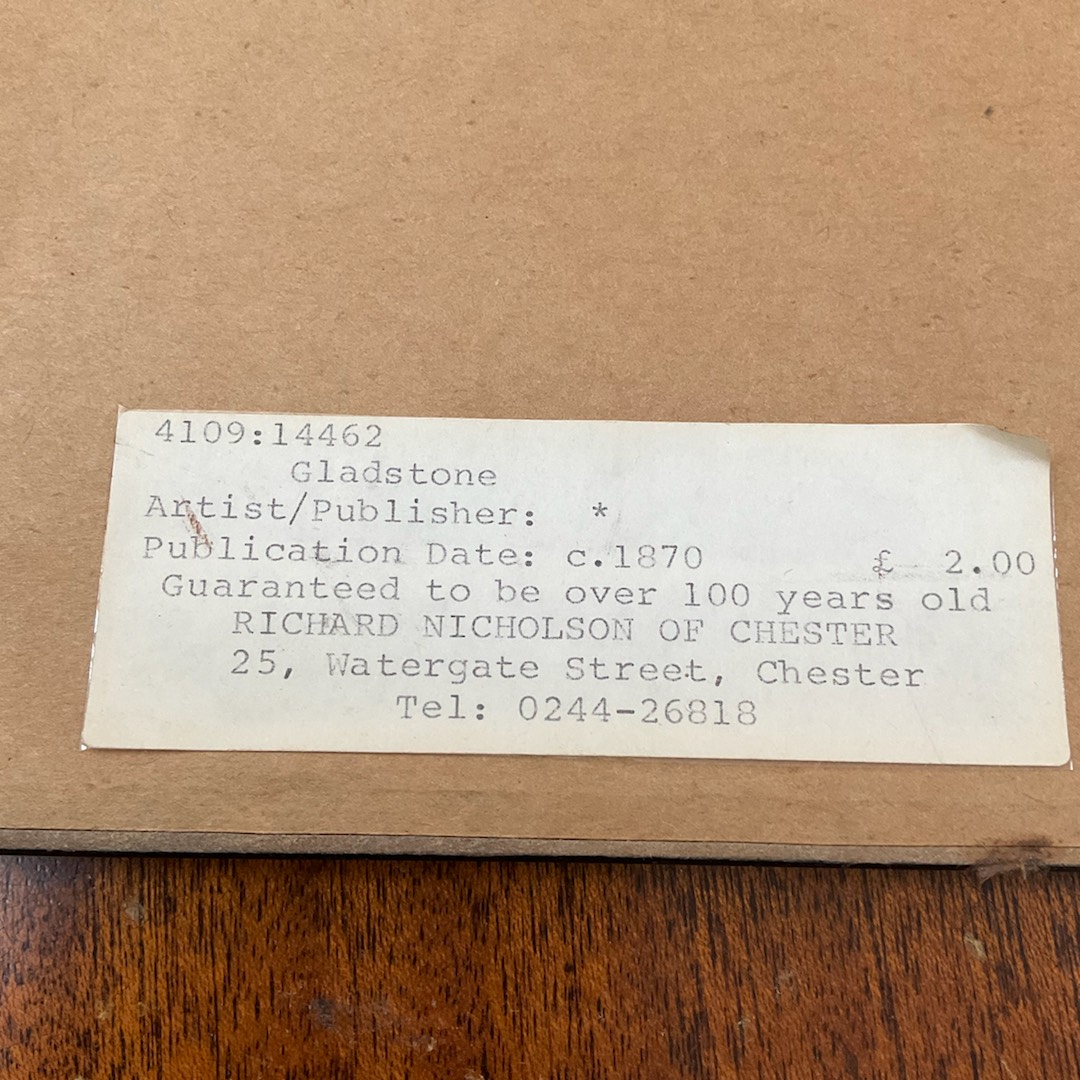 4109:14462
Gladstone
Artist/Publisher: *
Publication Date: c.1870 £ 2.00
Guaranteed to be over 100 years old
RICHARD NICHOLSON OF CHESTER
25, Watergate Street, Chester
Tel: 0244-26818